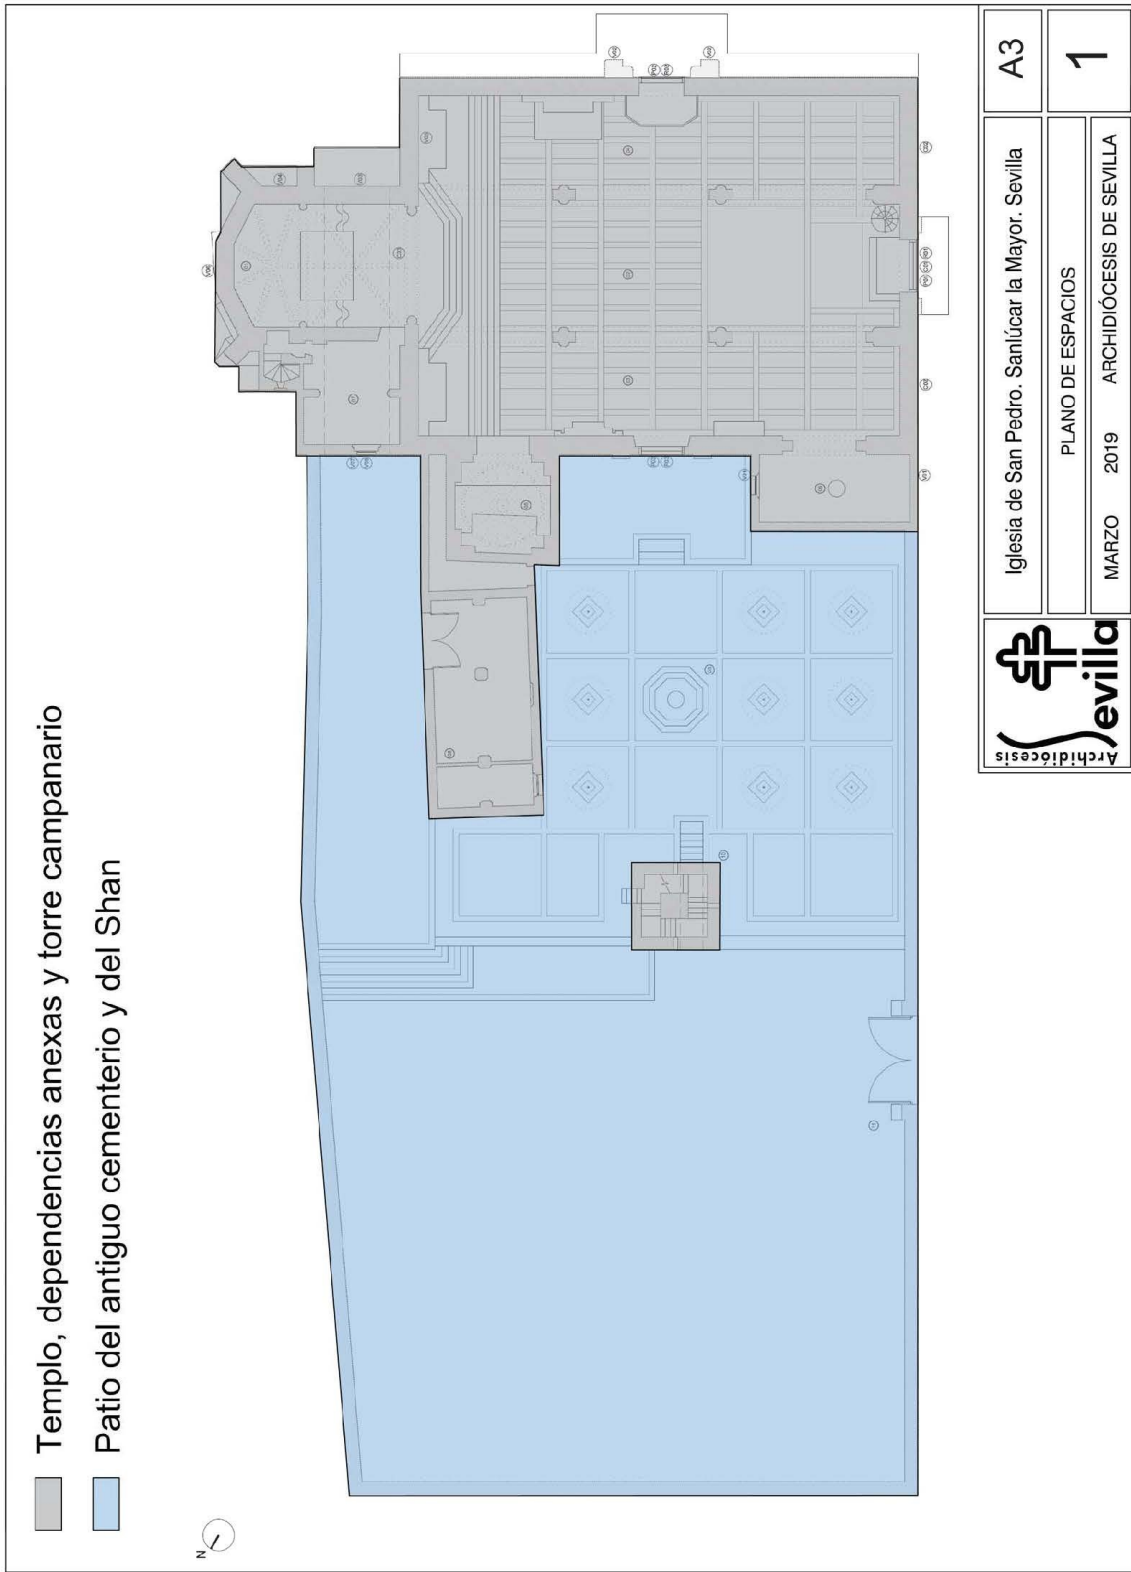 Templo, dependencias anexas y torre campanario
Patio del antiguo cementerio y del Shan
N
Archidiócesis
Sevilla
Iglesia de San Pedro. Sanlúcar la Mayor. Sevilla
A3
PLANO DE ESPACIOS
1
MARZO 2019 ARCHIDIÓCESIS DE SEVILLA